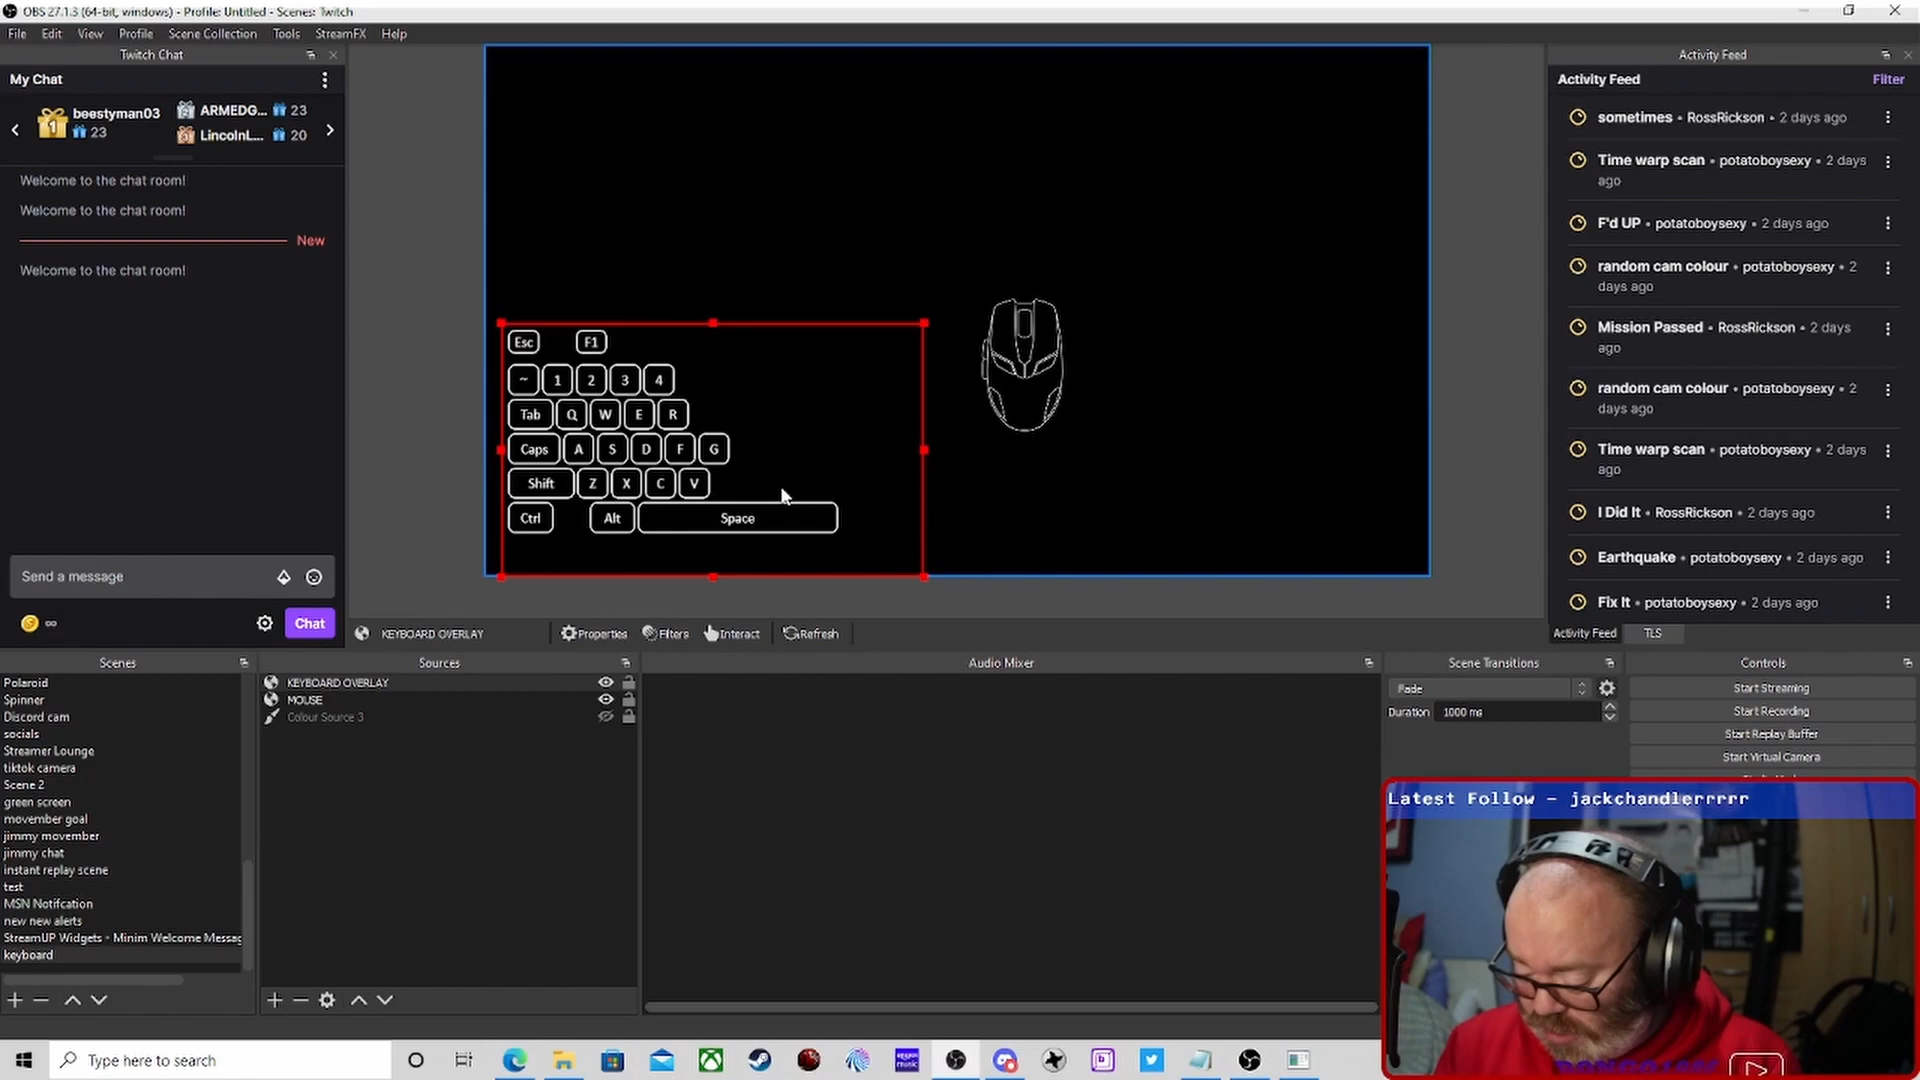 OBS 27.1.3 (64-bit, windows) - Profile: Untitled - Scenes: Twitch
File Edit View Profile Scene Collection Tools StreamFX Help
Twitch Chat
My Chat
beestyman03
23
ARMEDG... 23
LincolnL... 20
Welcome to the chat room!
Welcome to the chat room!
New
Welcome to the chat room!
Send a message
Chat
Esc F1
~ 1 2 3 4
Tab Q W E R
Caps A S D F G
Shift Z X C V
Ctrl Alt Space
Activity Feed
Activity Feed Filter
sometimes • RossRickson • 2 days ago
Time warp scan • potatoboysexy • 2 days
ago
F'd UP • potatoboysexy • 2 days ago
random cam colour • potatoboysexy • 2
days ago
Mission Passed • RossRickson • 2 days
ago
random cam colour • potatoboysexy • 2
days ago
Time warp scan • potatoboysexy • 2 days
ago
I Did It • RossRickson • 2 days ago
Earthquake • potatoboysexy • 2 days ago
Fix It • potatoboysexy • 2 days ago
Activity Feed TLS
KEYBOARD OVERLAY Properties Filters Interact Refresh
Scenes
Polaroid
Spinner
Discord cam
socials
Streamer Lounge
tiktok camera
Scene 2
green screen
movember goal
jimmy movember
jimmy chat
instant replay scene
test
MSN Notifcation
new new alerts
StreamUP Widgets • Minim Welcome Messag
keyboard
Sources
KEYBOARD OVERLAY
MOUSE
Colour Source 3
Audio Mixer
Scene Transitions
Fade
Duration 1000 ms
Controls
Start Streaming
Start Recording
Start Replay Buffer
Start Virtual Camera
Latest Follow - jackchandlerrrrr
Type here to search
amazon
music